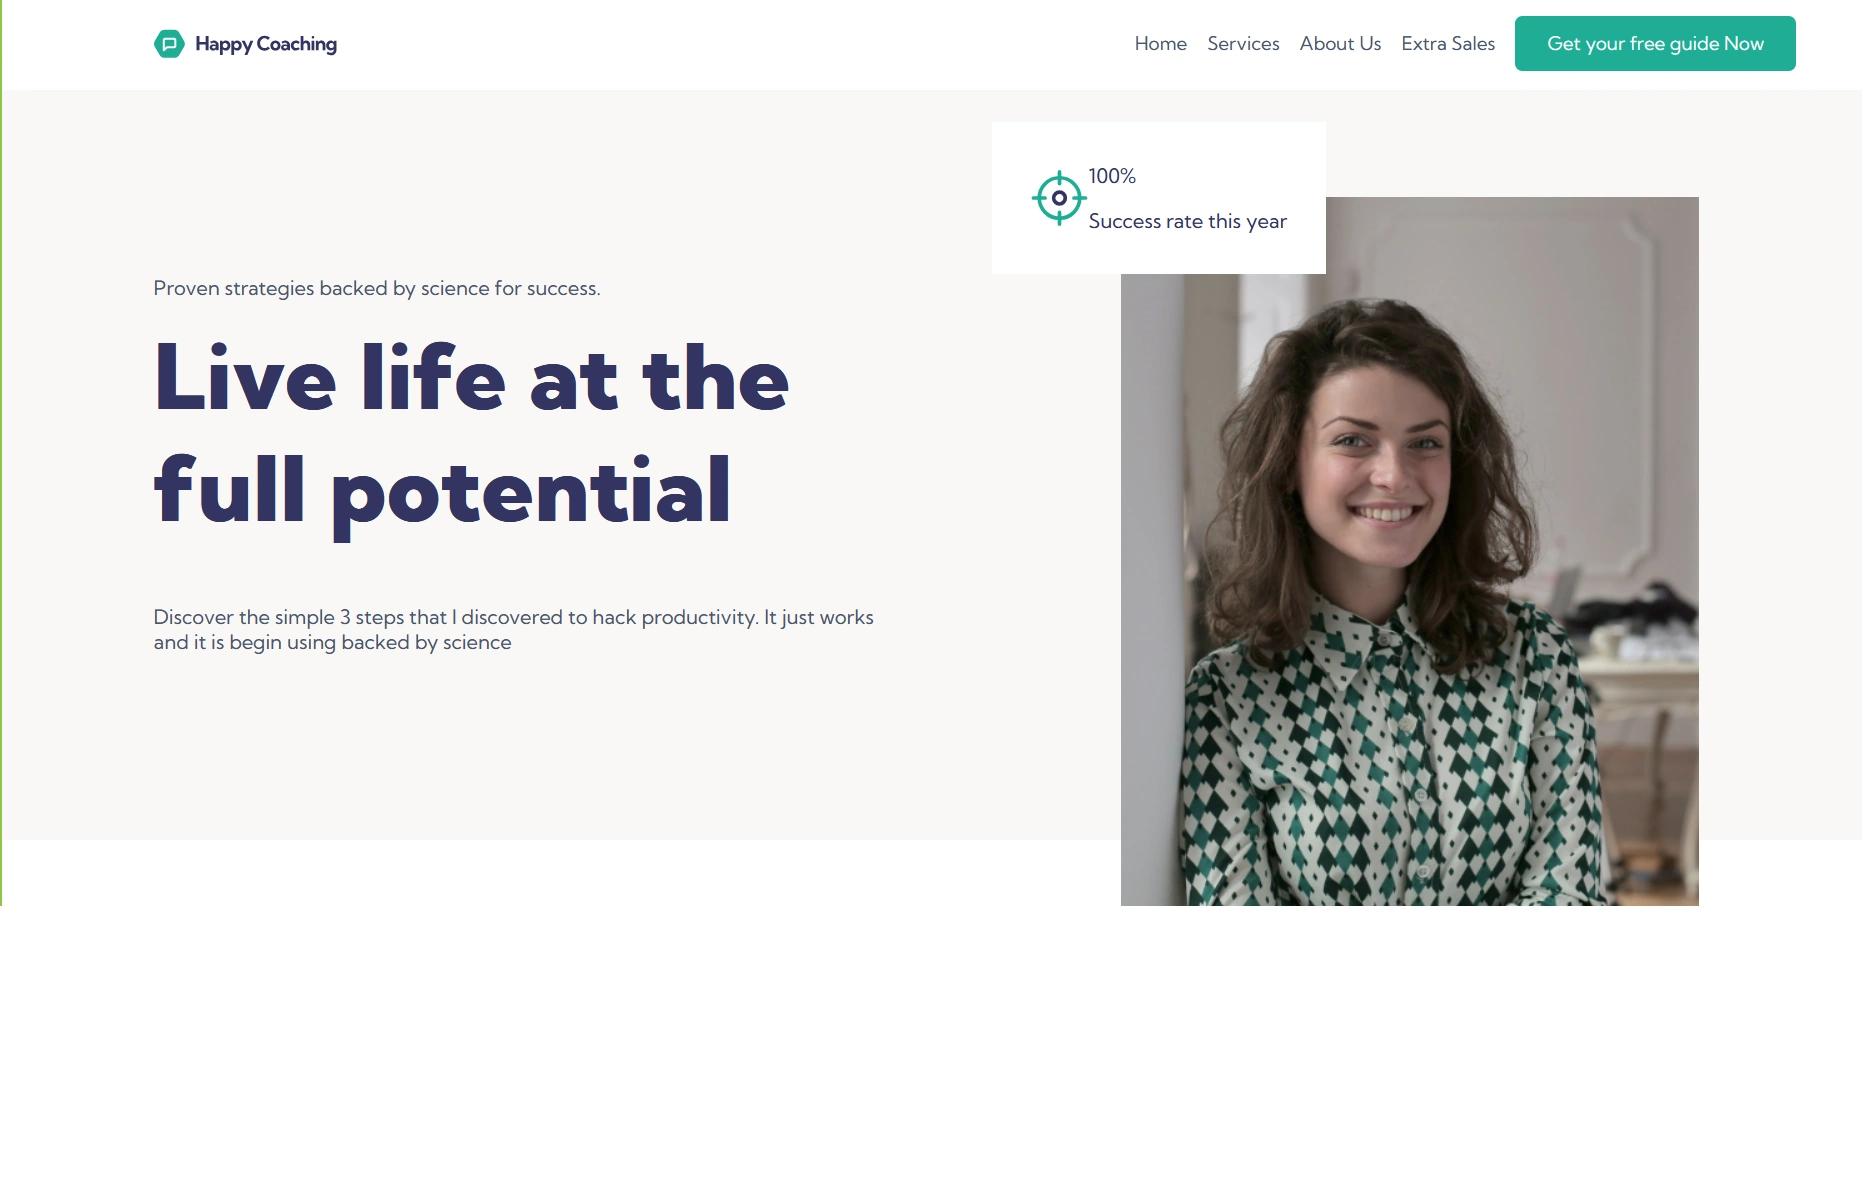 Happy Coaching
Home
Services
About Us
Extra Sales
Get your free guide Now
100%
Success rate this year
Proven strategies backed by science for success.
Live life at the
full potential
Discover the simple 3 steps that I discovered to hack productivity. It just works
and it is begin using backed by science